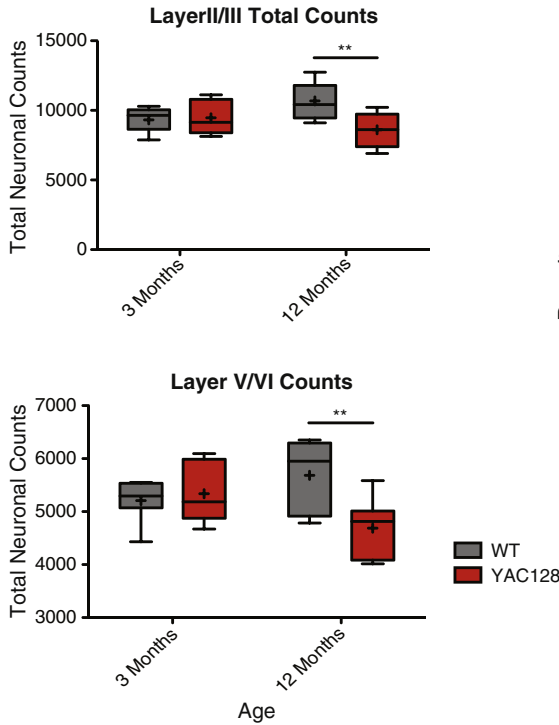 LayerII/III Total Counts
Total Neuronal Counts
15000
10000
5000
0
**
3 Months
12 Months
Layer V/VI Counts
Total Neuronal Counts
7000
6000
5000
4000
3000
**
WT
YAC128
3 Months
12 Months
Age